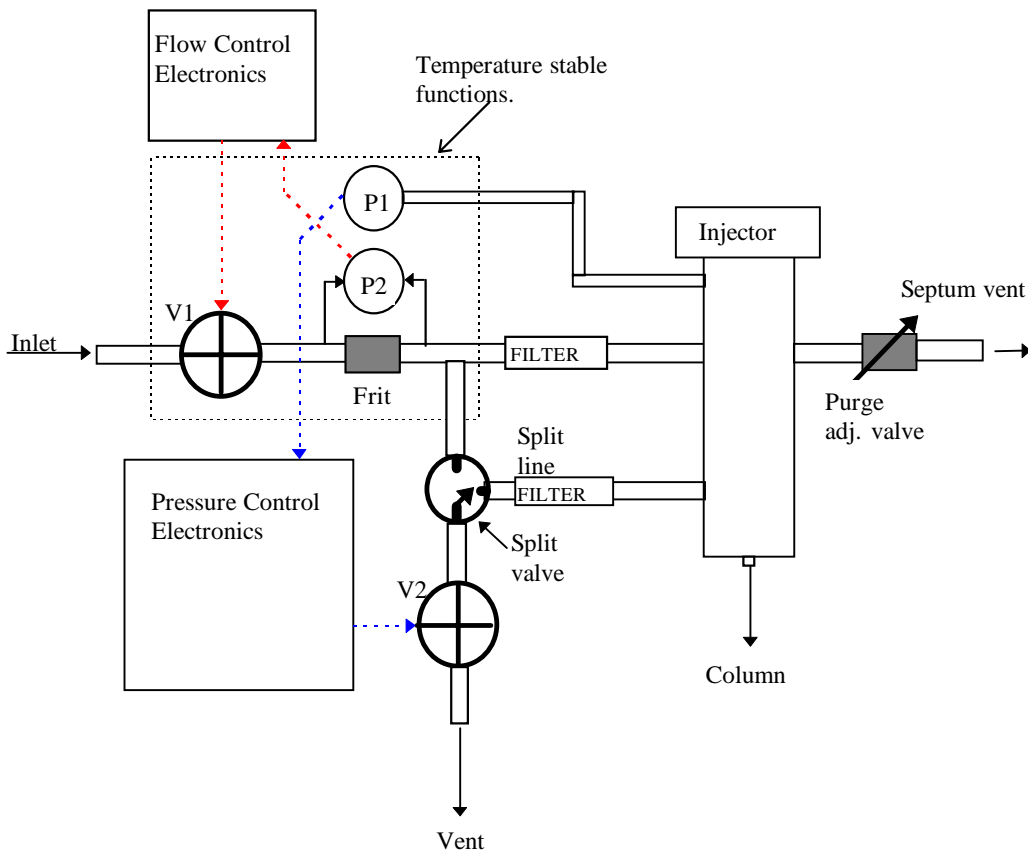 Flow Control
Electronics
Temperature stable
functions.
P1
Injector
P2
Septum vent
V1
Inlet
FILTER
Frit
Purge
adj. valve
Split
line
FILTER
Pressure Control
Electronics
Split
valve
V2
Column
Vent